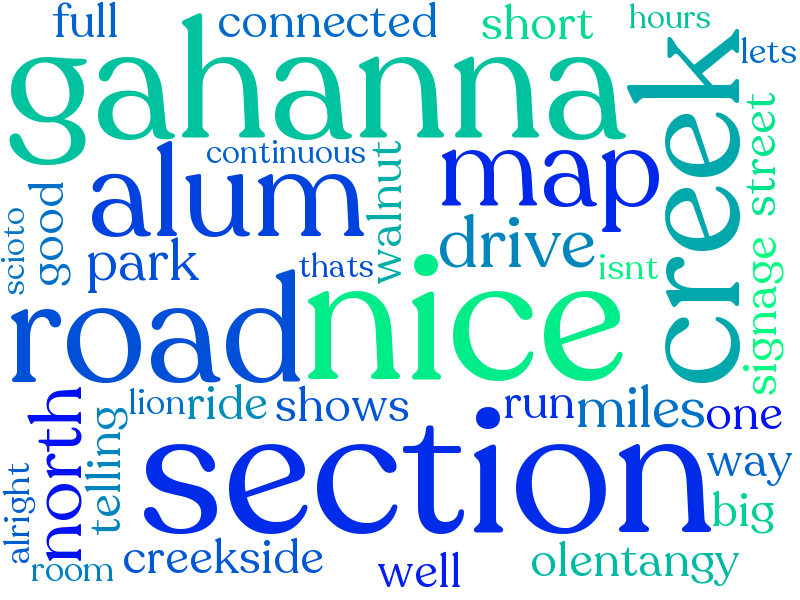 full
connected
short
hours
lets
gahanna
creek
continuous
walnut
map
street
alum
good
scioto
park
thats
drive
isnt
signage
road
nice
lion
ride
shows
run
miles
one
north
telling
section
way
big
alright
room
creekside
well
olentangy